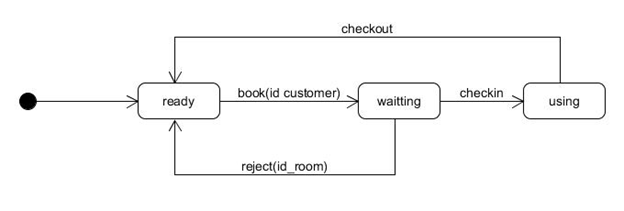 checkout
ready
book(id customer)
waitting
checkin
using
reject(id_room)